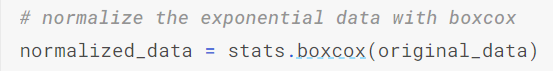 # normalize the exponential data with boxcox
normalized_data = stats.boxcox(original_data)